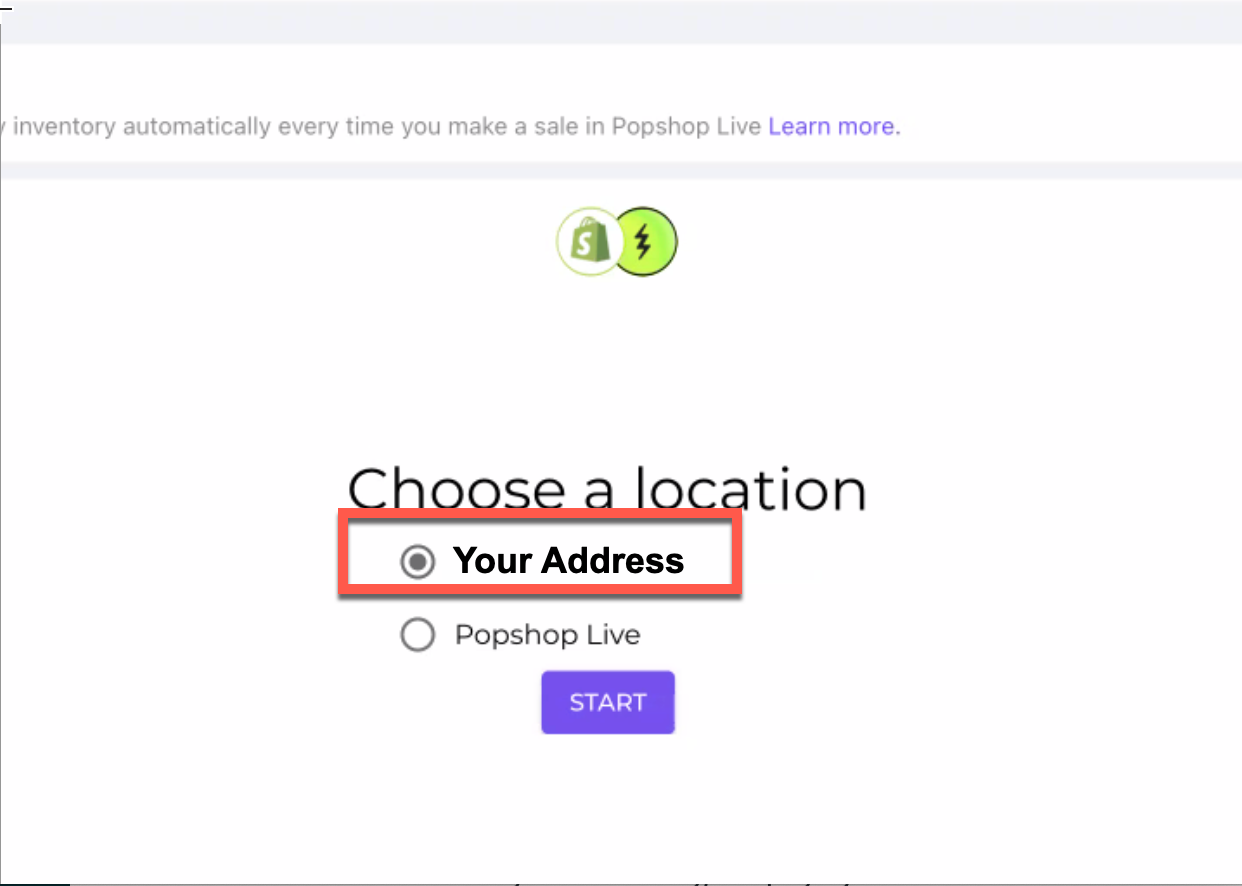 inventory automatically every time you make a sale in Popshop Live Learn more.
S
Choose a location
Your Address
Popshop Live
START